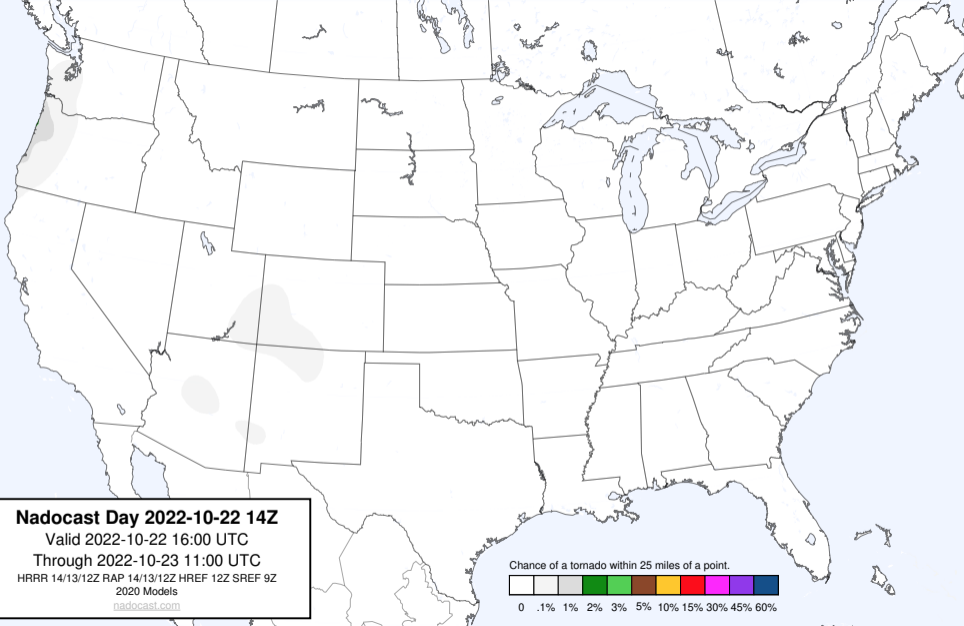 Nadocast Day 2022-10-22 14Z
Valid 2022-10-22 16:00 UTC
Through 2022-10-23 11:00 UTC
HRRR 14/13/12Z RAP 14/13/12Z HREF 12Z SREF 9Z
2020 Models
nadocast.com
Chance of a tornado within 25 miles of a point.
0 .1% 1% 2% 3% 5% 10% 15% 30% 45% 60%